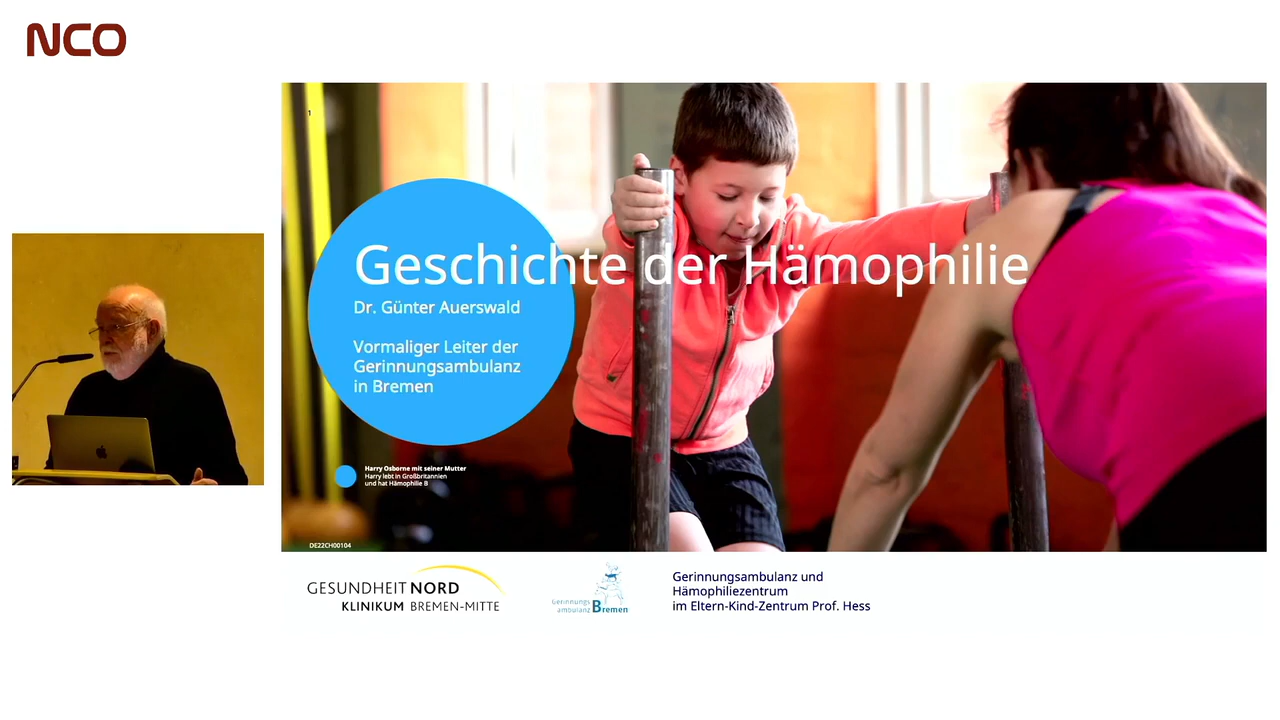 NCO
1
Geschichte der Hämophilie
Dr. Günter Auerswald
Vormaliger Leiter der
Gerinnungsambulanz
in Bremen
Harry Osborne mit seiner Mutter
Harry lebt in Großbritannien
und hat Hämophilie B
DE22CH00104
GESUNDHEIT NORD
KLINIKUM BREMEN-MITTE
Gerinnungs
ambulanz Bremen
Gerinnungsambulanz und
Hämophiliezentrum
im Eltern-Kind-Zentrum Prof. Hess